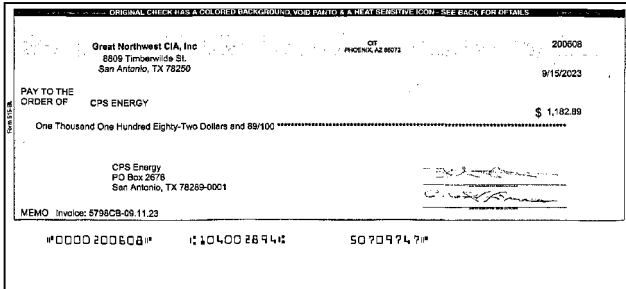 ORIGINAL CHECK HAS A COLORED BACKGROUND, VOID PANTO & A HEAT SENSITIVE ICON - SEE BACK FOR DETAILS
Great Northwest CIA, Inc
8809 Timberwilde St.
San Antonio, TX 78250
CIT
PHOENIX, AZ 85072
200608
9/15/2023
PAY TO THE
ORDER OF CPS ENERGY
$ 1,182.89
One Thousand One Hundred Eighty-Two Dollars and 89/100 ****
CPS Energy
PO Box 2678
San Antonio, TX 78289-0001
MEMO Invoice: 5798CB-09.11.23
⑈0000200608⑈ ⑆104002894⑆ 50709747⑈